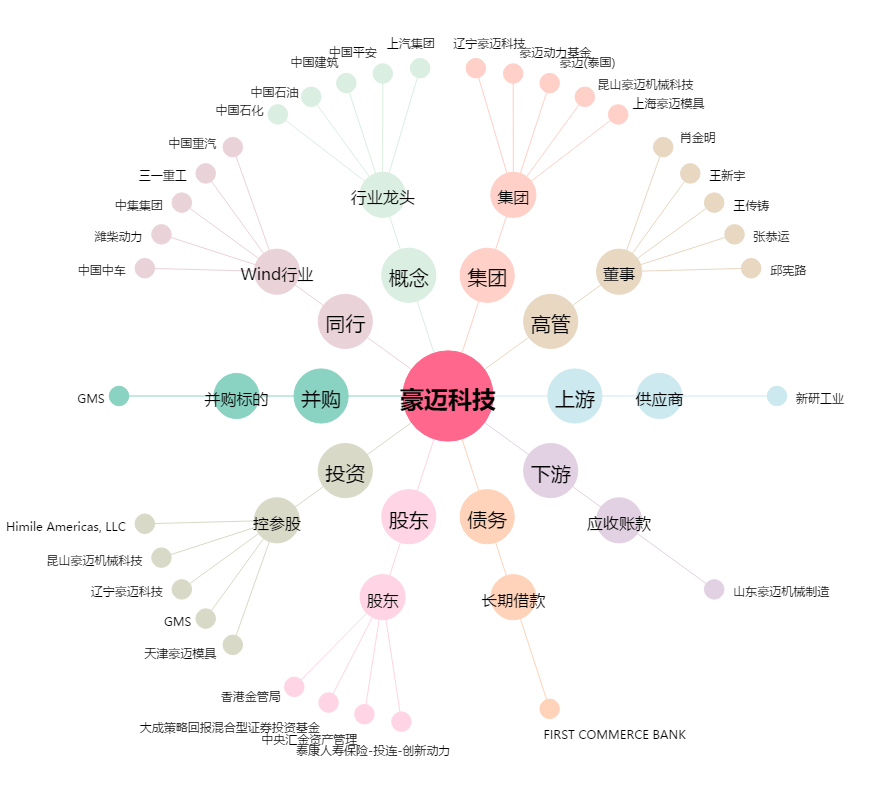 上汽集团
辽宁豪迈科技
中国平安
豪迈动力基金
中国建筑
豪迈(泰国)
中国石油
昆山豪迈机械科技
中国石化
上海豪迈模具
中国重汽
肖金明
三一重工
王新宇
行业龙头
集团
中集集团
王传铸
潍柴动力
张恭运
中国中车
Wind行业
概念
集团
董事
邱宪路
同行
高管
GMS
并购标的
并购
豪迈科技
上游
供应商
新研工业
投资
下游
Himile Americas, LLC
控参股
股东
债务
应收账款
昆山豪迈机械科技
辽宁豪迈科技
山东豪迈机械制造
股东
长期借款
GMS
天津豪迈模具
香港金管局
大成策略回报混合型证券投资基金
中央汇金资产管理
FIRST COMMERCE BANK
泰康人寿保险-投连-创新动力